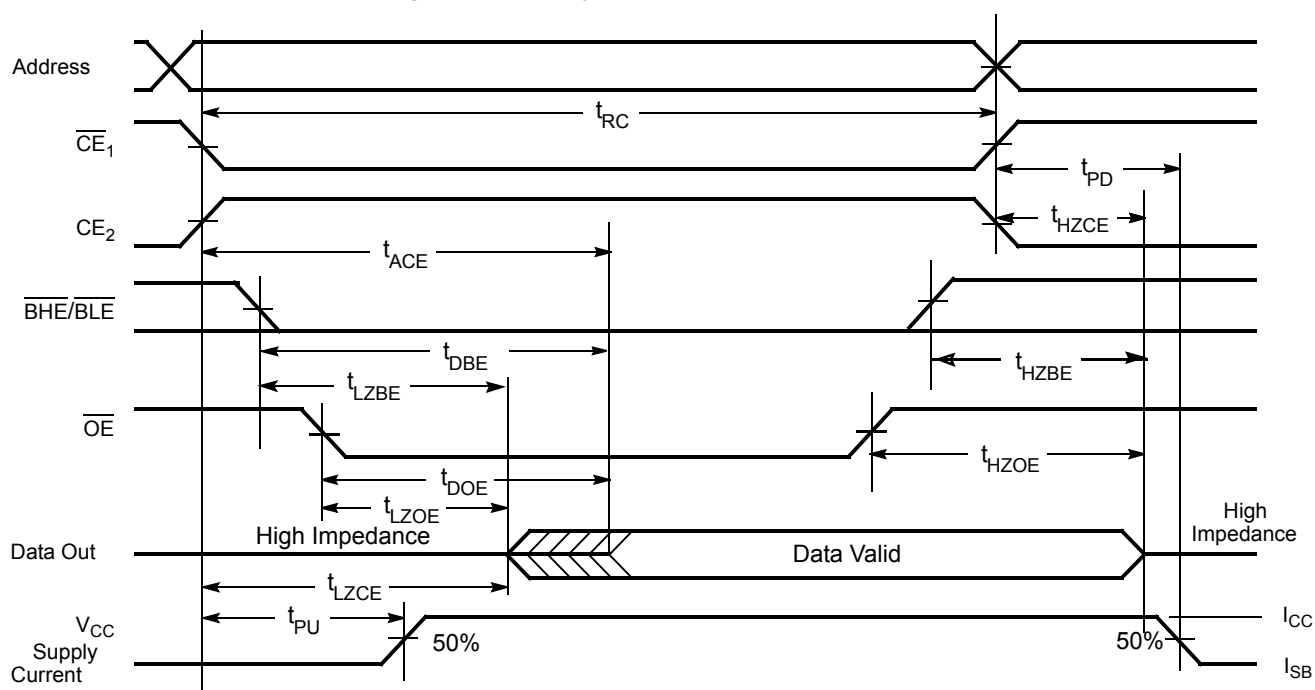 Address
tRC
CE1
tPD
tHZCE
CE2
tACE
BHE/BLE
tDBE
tHZBE
tLZBE
OE
tHZOE
tDOE
tLZOE
High Impedance
High
Impedance
Data Out
Data Valid
tLZCE
tPU
VCC
Supply
Current
50%
50%
ICC
ISB